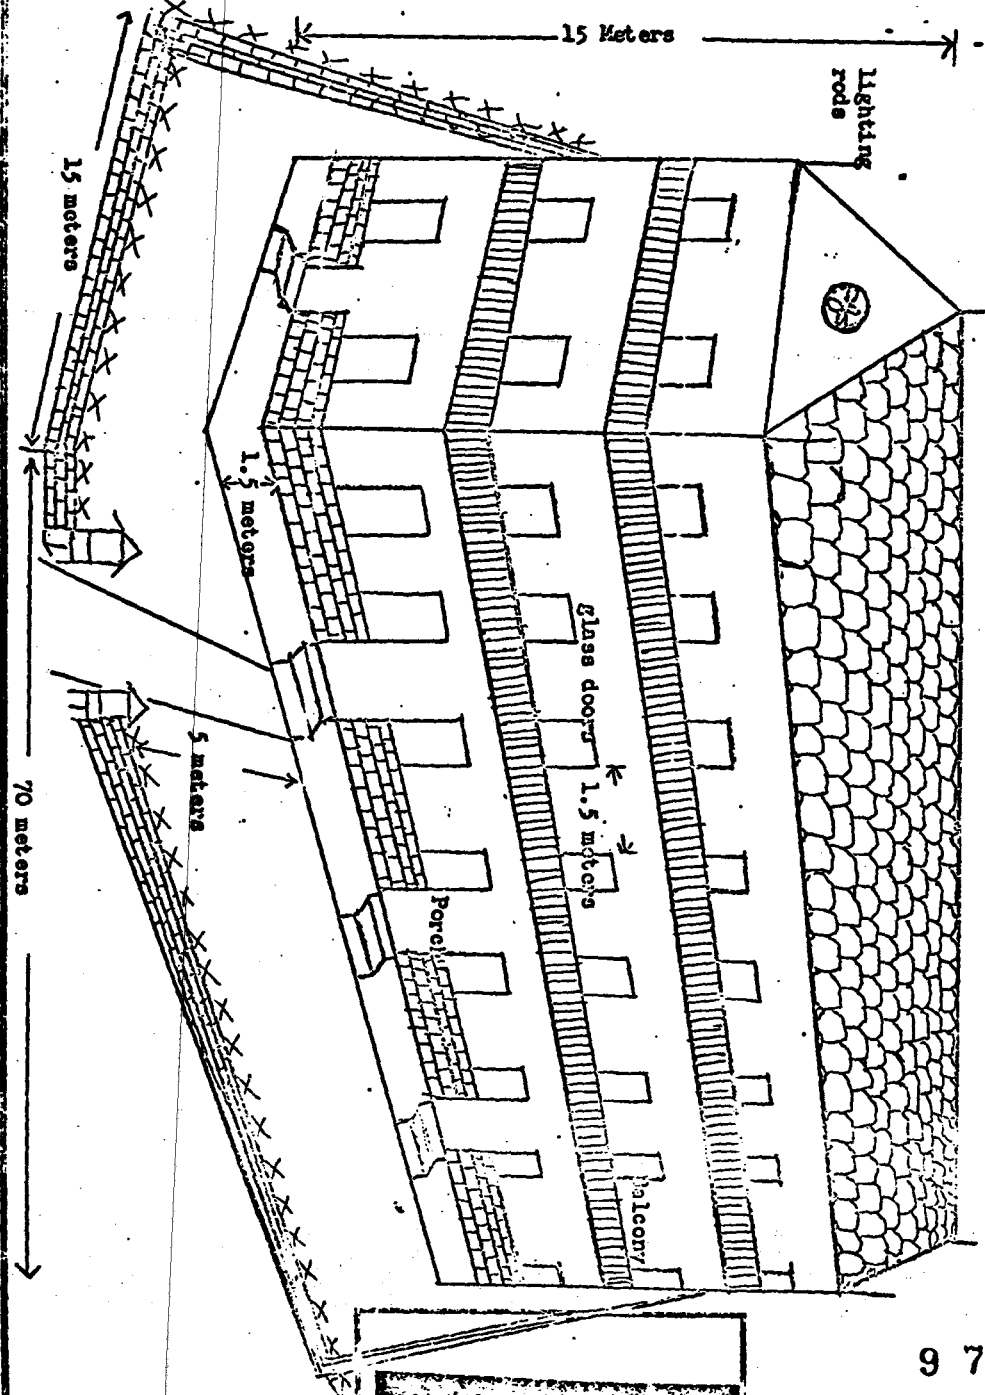 15 Meters
lighting
rods
15 meters
1.5 meters
glass doors 1.5 meters
5 meters
70 meters
Porch
alcony
9 7